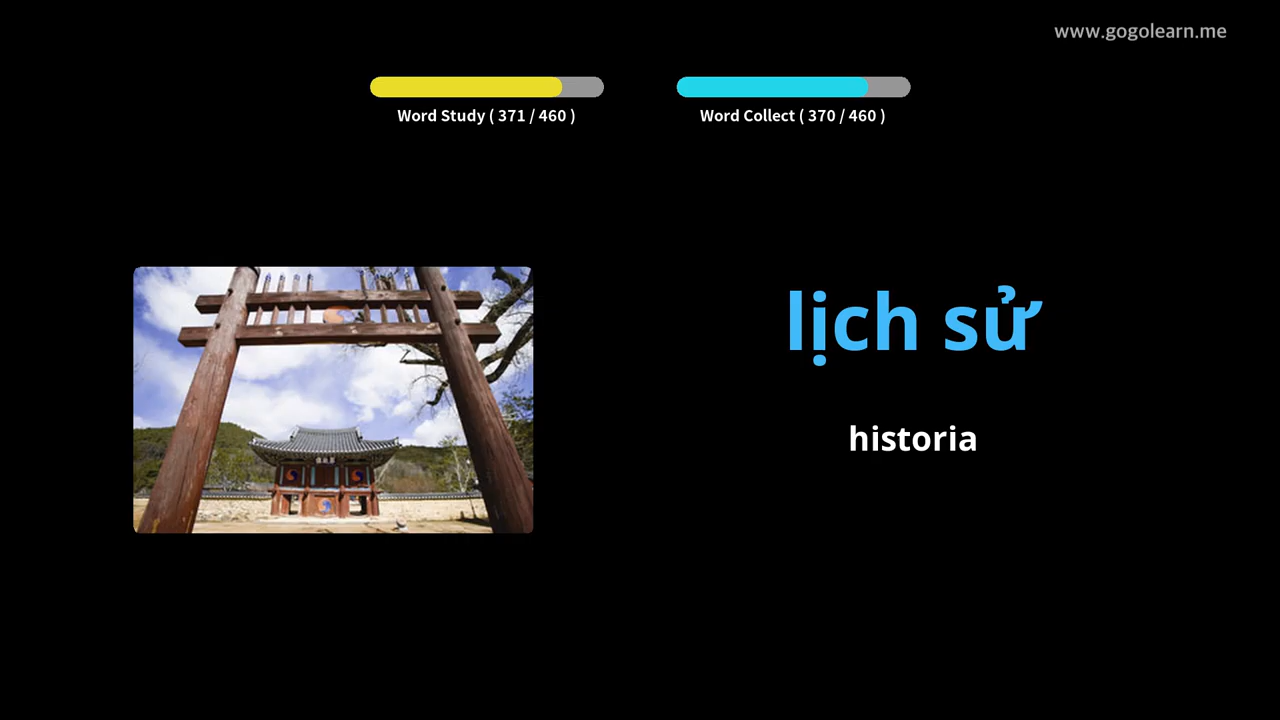 www.gogolearn.me
Word Study ( 371 / 460 )
Word Collect ( 370 / 460 )
lịch sử
historia